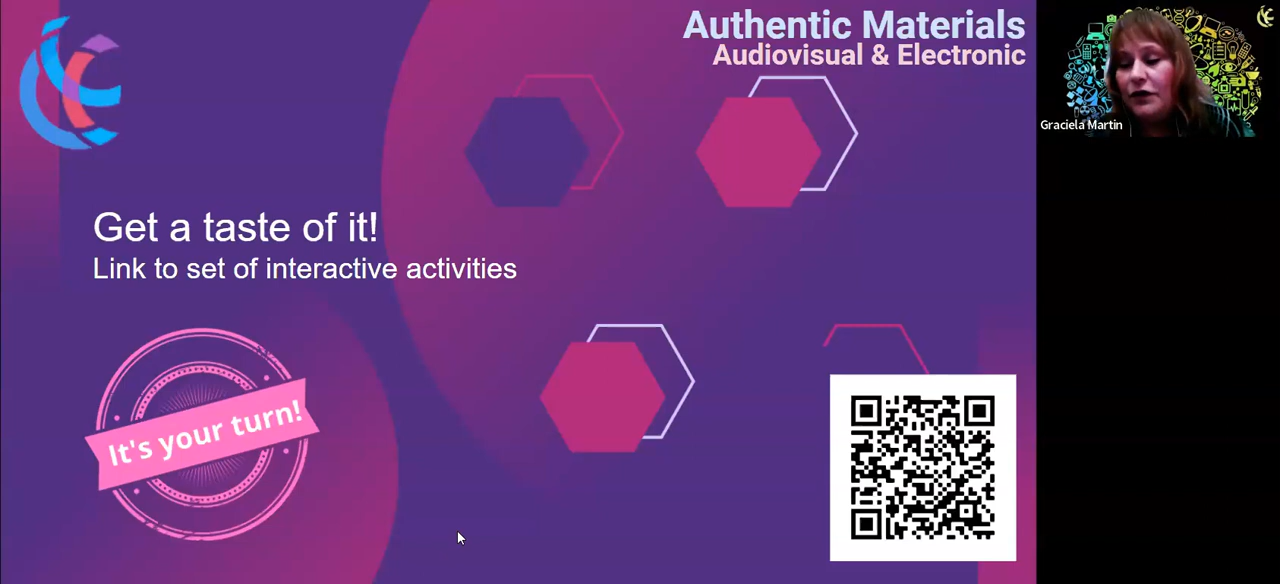 Authentic Materials
Audiovisual & Electronic
Graciela Martin
Get a taste of it!
Link to set of interactive activities
It's your turn!